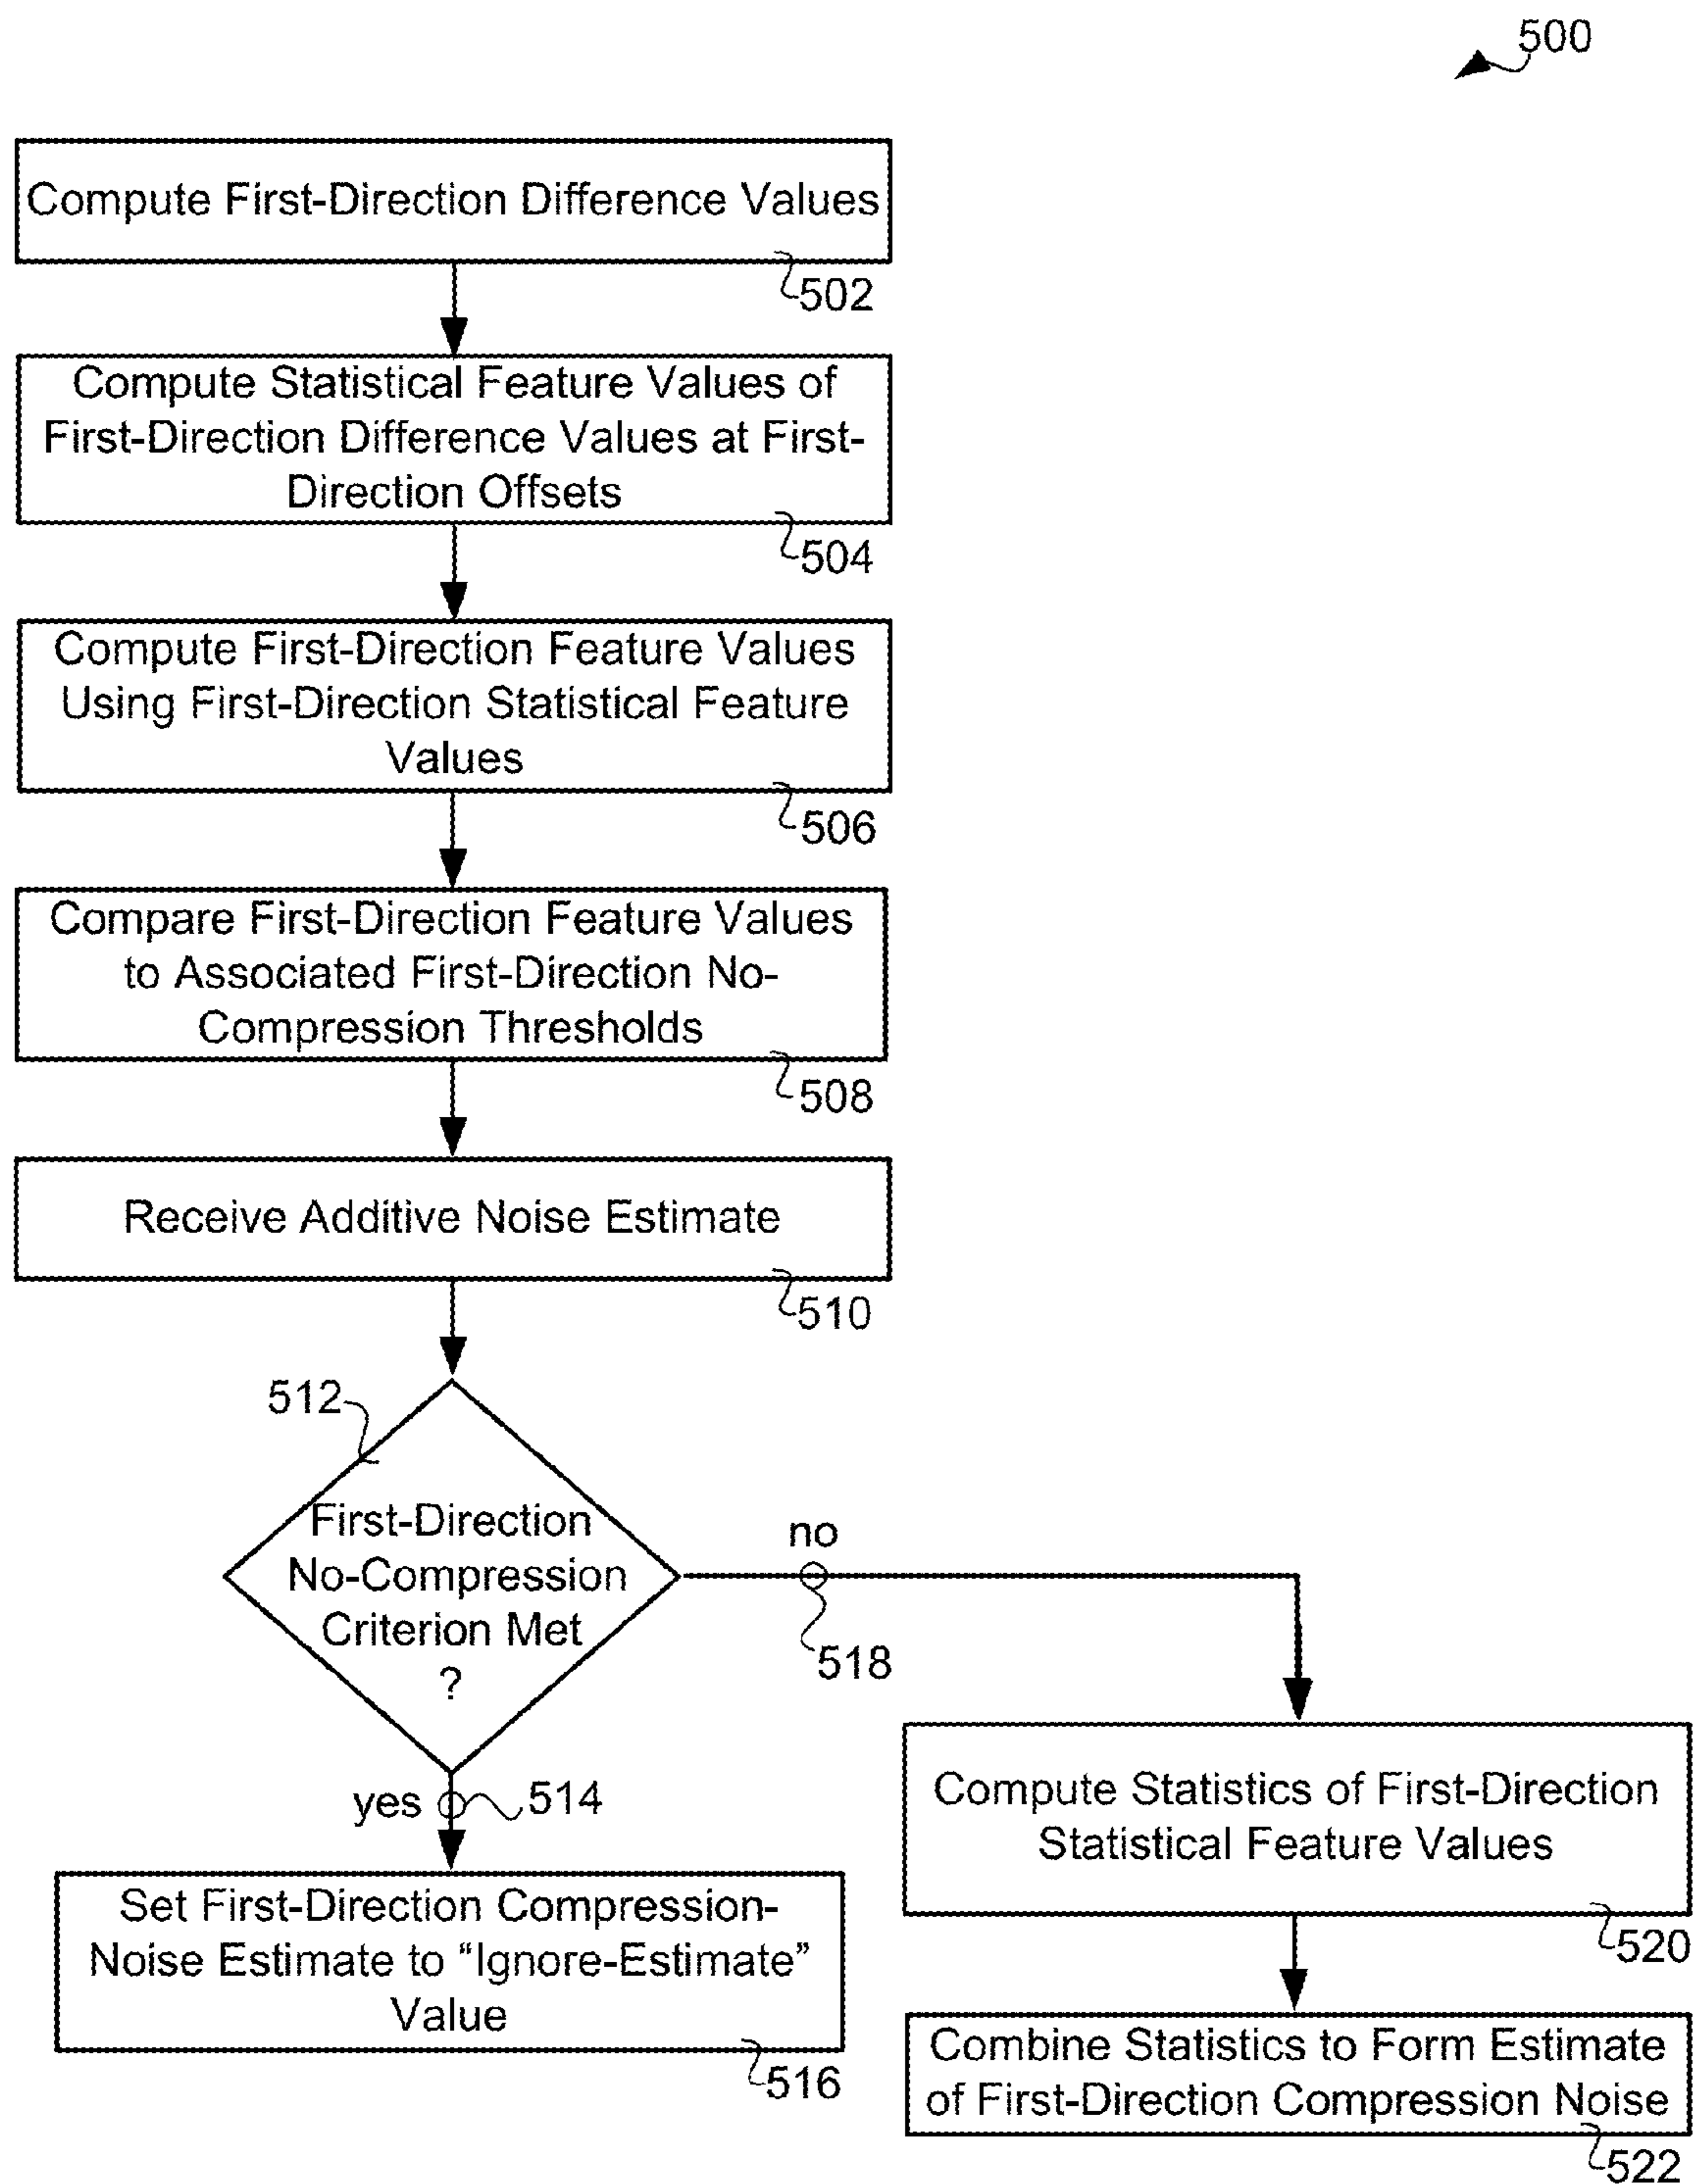 500
Compute First-Direction Difference Values
502
Compute Statistical Feature Values of
First-Direction Difference Values at First-
Direction Offsets
504
Compute First-Direction Feature Values
Using First-Direction Statistical Feature
Values
506
Compare First-Direction Feature Values
to Associated First-Direction No-
Compression Thresholds
508
Receive Additive Noise Estimate
510
512
First-Direction
No-Compression
Criterion Met
?
no
518
yes
514
Set First-Direction Compression-
Noise Estimate to “Ignore-Estimate”
Value
516
Compute Statistics of First-Direction
Statistical Feature Values
520
Combine Statistics to Form Estimate
of First-Direction Compression Noise
522